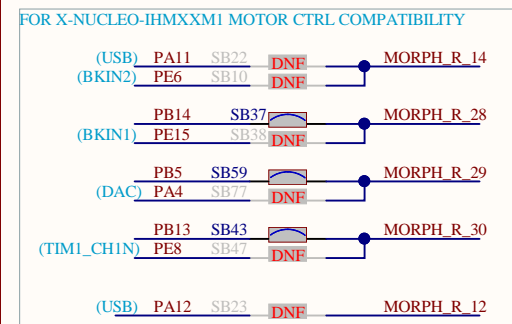 FOR X-NUCLEO-IHMXXM1 MOTOR CTRL COMPATIBILITY
(USB) PA11 SB22 DNF MORPH_R_14
(BKIN2) PE6 SB10 DNF
PB14 SB37 MORPH_R_28
(BKIN1) PE15 SB38 DNF
PB5 SB59 MORPH_R_29
(DAC) PA4 SB77 DNF
PB13 SB43 MORPH_R_30
(TIM1_CH1N) PE8 SB47 DNF
(USB) PA12 SB23 DNF MORPH_R_12